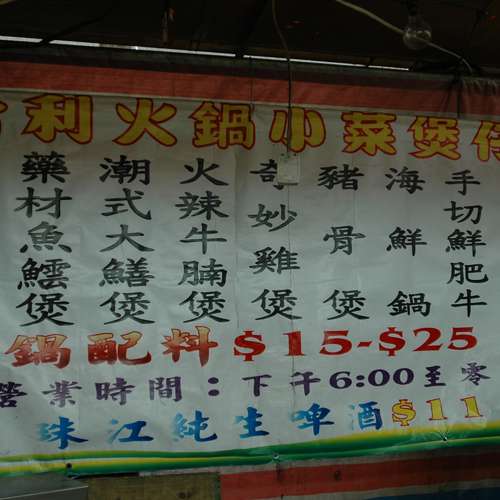 利火鍋小菜煲仔
手切鮮肥牛
海鮮鍋
豬骨煲
奇妙雞煲
火辣牛腩煲
潮式大鱔煲
藥材魚煲
鍋配料$15-$25
營業時間：下午6:00至零
珠江純生啤酒$11